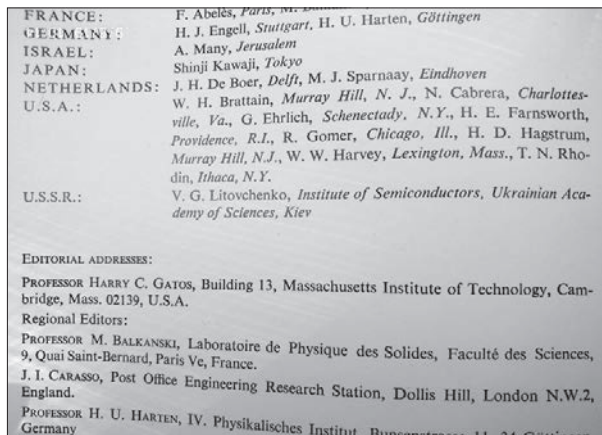 FRANCE: F. Abelès, Paris, M.
GERMANY: H. J. Engell, Stuttgart, H. U. Harten, Göttingen
ISRAEL: A. Many, Jerusalem
JAPAN: Shinji Kawaji, Tokyo
NETHERLANDS: J. H. De Boer, Delft, M. J. Sparnaay, Eindhoven
U.S.A.: W. H. Brattain, Murray Hill, N. J., N. Cabrera, Charlottes-
ville, Va., G. Ehrlich, Schenectady, N.Y., H. E. Farnsworth,
Providence, R.I., R. Gomer, Chicago, Ill., H. D. Hagstrum,
Murray Hill, N.J., W. W. Harvey, Lexington, Mass., T. N. Rho-
din, Ithaca, N.Y.
U.S.S.R.: V. G. Litovchenko, Institute of Semiconductors, Ukrainian Aca-
demy of Sciences, Kiev
EDITORIAL ADDRESSES:
PROFESSOR HARRY C. GATOS, Building 13, Massachusetts Institute of Technology, Cam-
bridge, Mass. 02139, U.S.A.
Regional Editors:
PROFESSOR M. BALKANSKI, Laboratoire de Physique des Solides, Faculté des Sciences,
9, Quai Saint-Bernard, Paris Ve, France.
J. I. CARASSO, Post Office Engineering Research Station, Dollis Hill, London N.W.2,
England.
PROFESSOR H. U. HARTEN, IV. Physikalisches Institut,
Germany